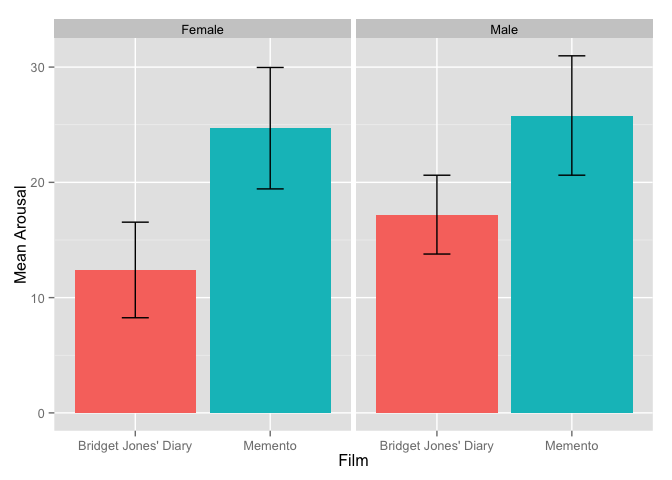 Female Male
30
20
10
0
Mean Arousal
Bridget Jones' Diary Memento Bridget Jones' Diary Memento
Film